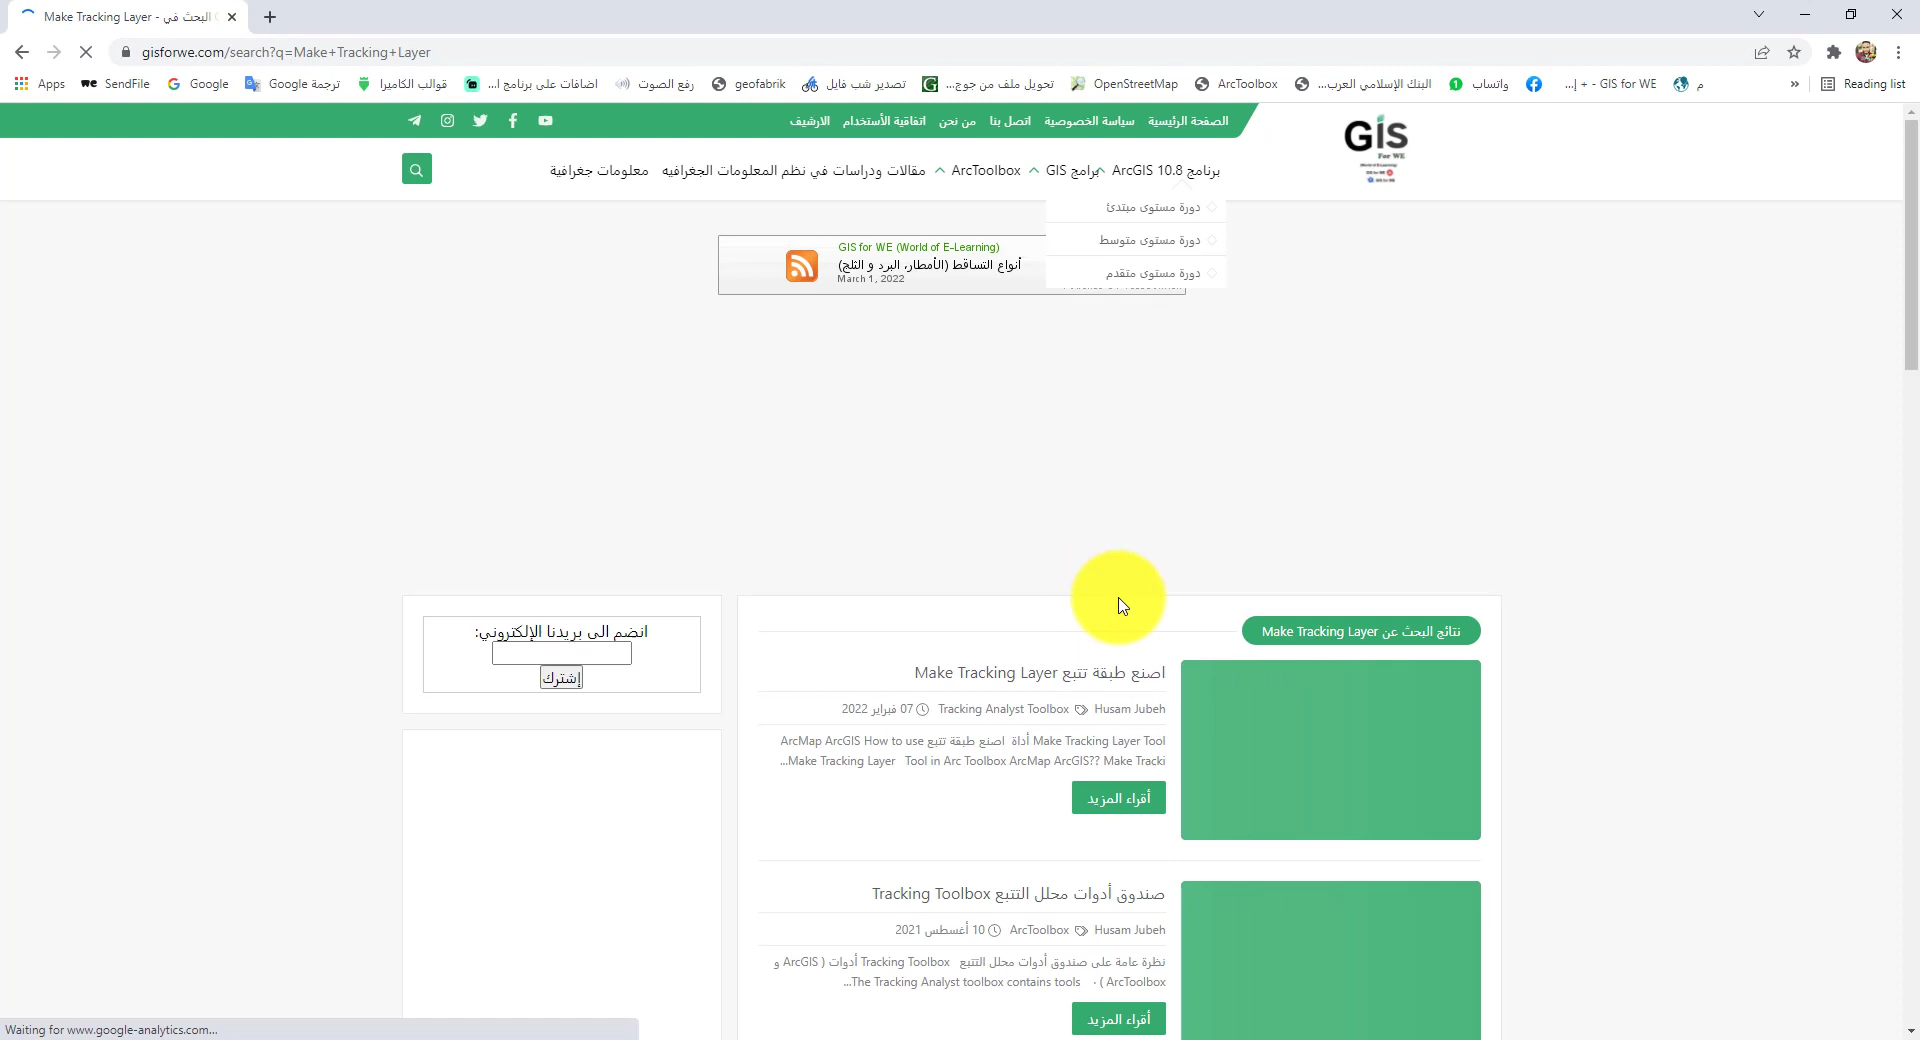 Make Tracking Layer - البحث في
gisforwe.com/search?q=Make+Tracking+Layer
Apps
SendFile
Google
ترجمة Google
قوالب الكاميرا
اضافات على برنامج ا...
رفع الصوت
geofabrik
تصدير شب فايل
تحويل ملف من جوج...
OpenStreetMap
ArcToolbox
البنك الإسلامي العرب...
واتساب
GIS for WE - + |...
م
»
Reading list
الصفحة الرئيسية
سياسة الخصوصية
اتصل بنا
من نحن
اتفاقية الأستخدام
الارشيف
GIS
For WE
برنامج ArcGIS 10.8
برامج GIS
ArcToolbox
مقالات ودراسات في نظم المعلومات الجغرافيه
معلومات جغرافية
دورة مستوى مبتدئ
دورة مستوى متوسط
دورة مستوى متقدم
GIS for WE (World of E-Learning)
أنواع التساقط (الأمطار، البرد و الثلج)
March 1, 2022
انضم الى بريدنا الإلكتروني:
إشترك
نتائج البحث عن Make Tracking Layer
اصنع طبقة تتبع Make Tracking Layer
Husam Jubeh Tracking Analyst Toolbox 07 فبراير 2022
Make Tracking Layer Tool أداة اصنع طبقة تتبع ArcMap ArcGIS How to use
Make Tracking Layer Tool in Arc Toolbox ArcMap ArcGIS?? Make Tracki...
أقراء المزيد
صندوق أدوات محلل التتبع Tracking Toolbox
Husam Jubeh ArcToolbox 10 أغسطس 2021
نظرة عامة على صندوق أدوات محلل التتبع Tracking Toolbox أدوات ( ArcGIS و
ArcToolbox ) · The Tracking Analyst toolbox contains tools...
أقراء المزيد
Waiting for www.google-analytics.com...